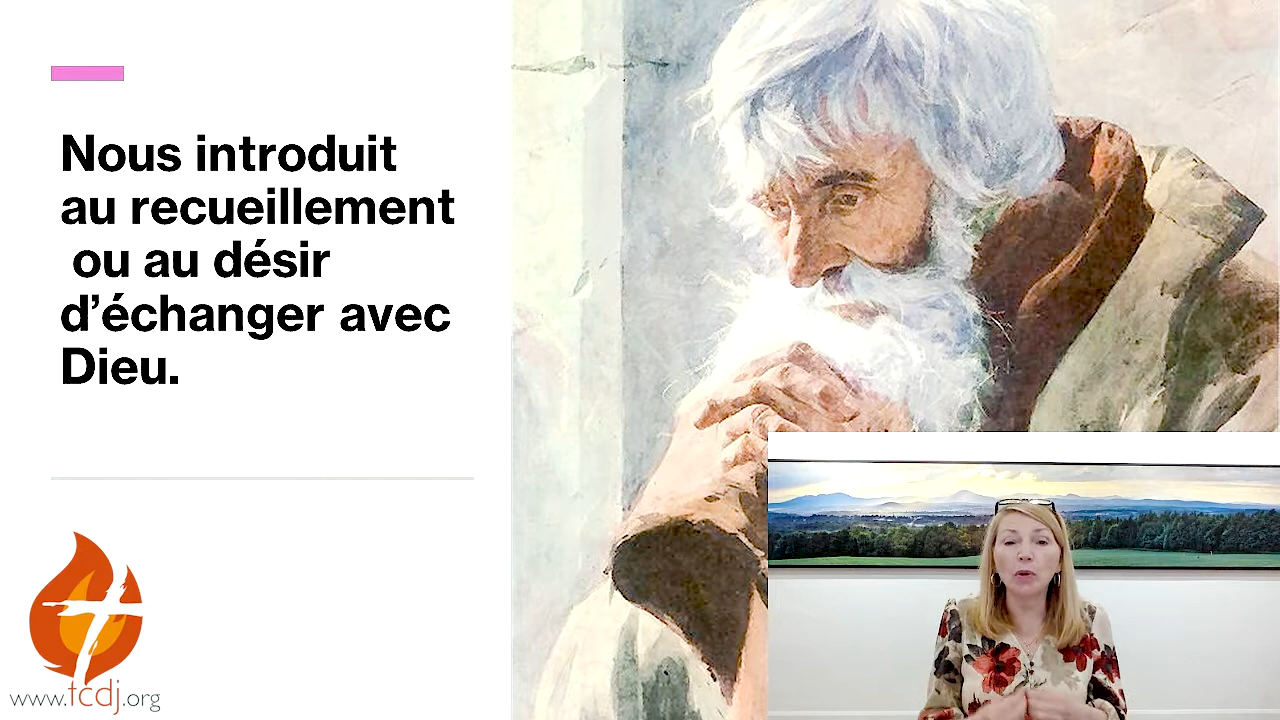 Nous introduit
au recueillement
ou au désir
d’échanger avec
Dieu.
www.tcdj.org